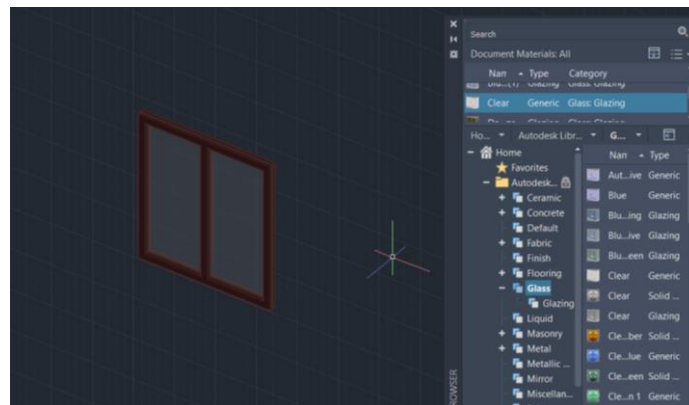 Search
Document Materials: All
Nam Type Category
Clear Generic Glass: Glazing
Ho... Autodesk Libr... G...
Home
Favorites
Autodesk...
Ceramic
Concrete
Default
Fabric
Finish
Flooring
Glass
Glazing
Liquid
Masonry
Metal
Metallic ...
Mirror
Miscellan...
Nam Type
Aut...ive Generic
Blue Generic
Blu...ing Glazing
Blu...ive Glazing
Blu...een Glazing
Clear Generic
Clear Solid ...
Clear Glazing
Cle...ber Solid ...
Cle...lue Generic
Cle...een Solid ...
Cle...n 1 Generic